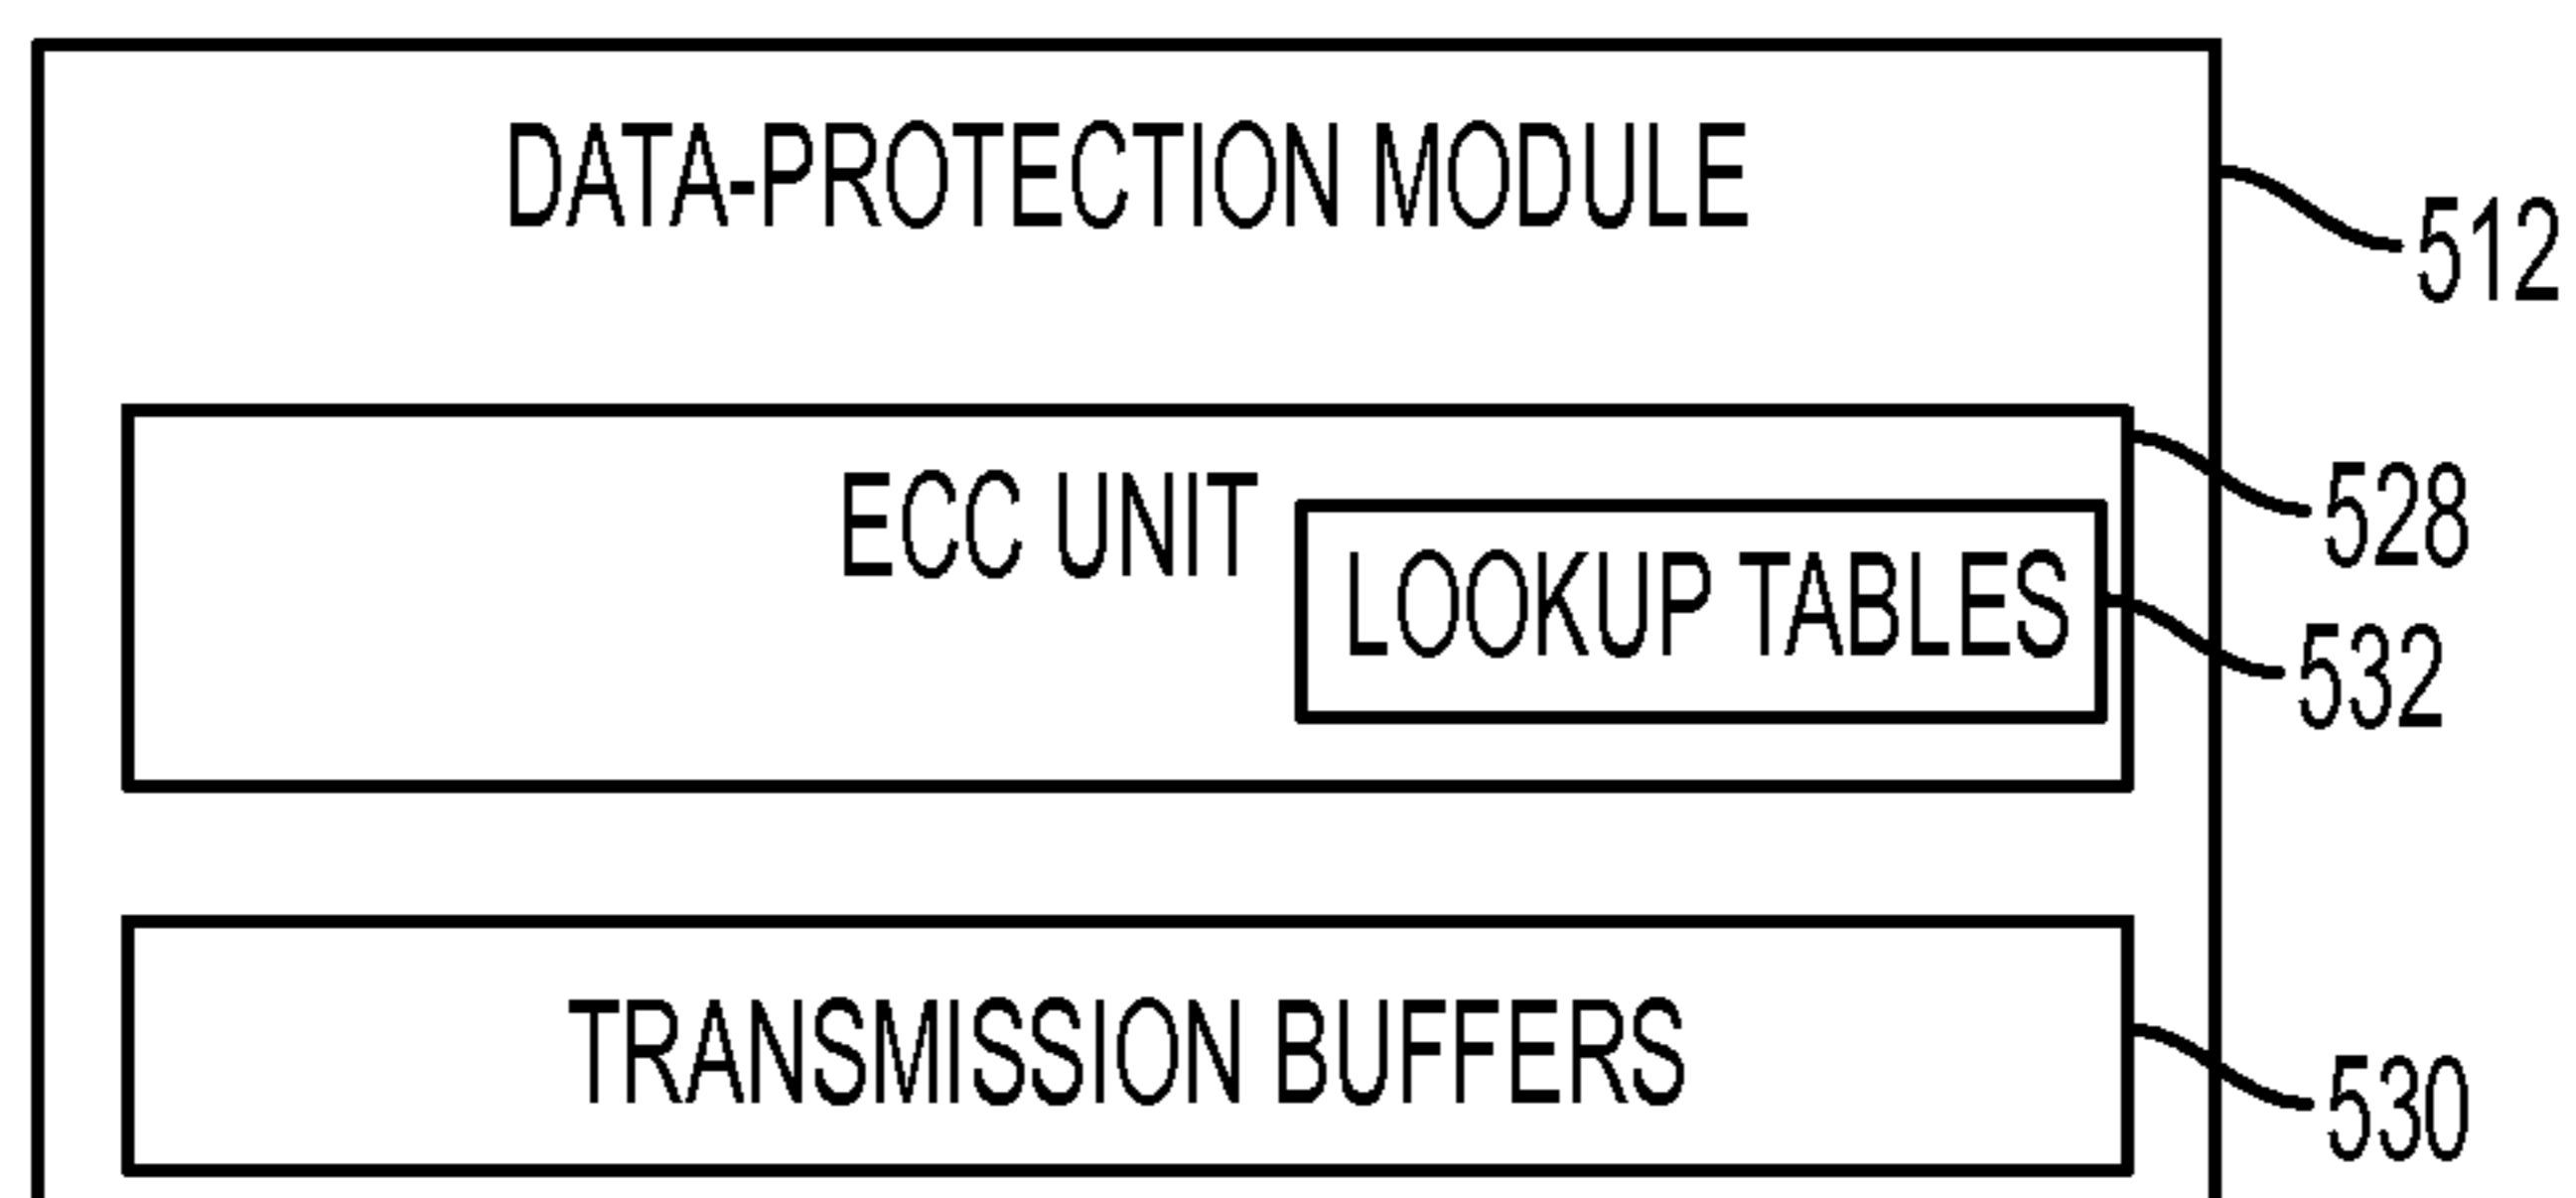 DATA-PROTECTION MODULE
512
ECC UNIT
528
LOOKUP TABLES
532
TRANSMISSION BUFFERS
530